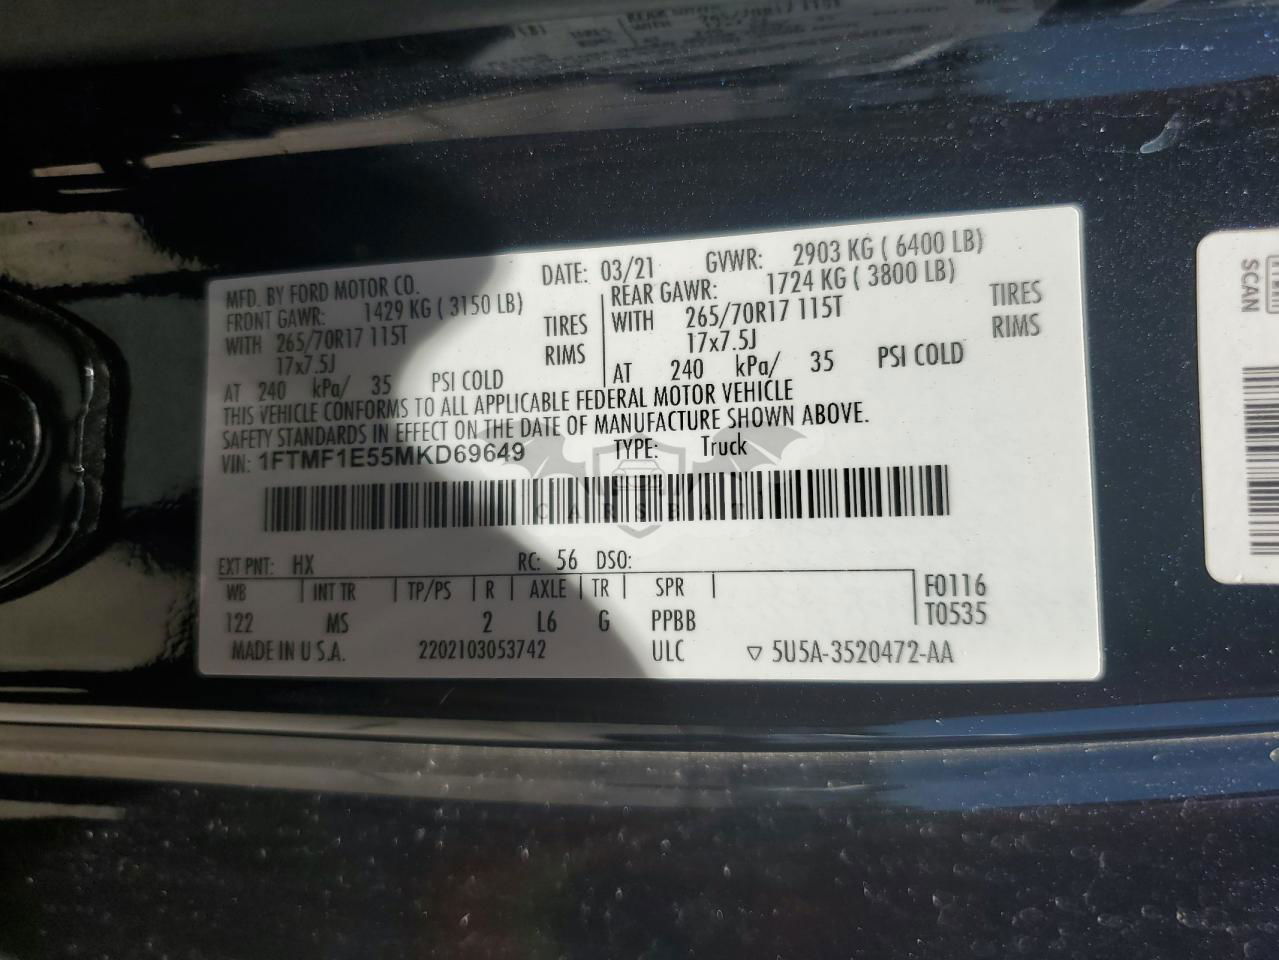 MFD. BY FORD MOTOR CO. DATE: 03/21 GVWR: 2903 KG ( 6400 LB)
FRONT GAWR: 1429 KG ( 3150 LB) REAR GAWR: 1724 KG ( 3800 LB)
WITH 265/70R17 115T TIRES WITH 265/70R17 115T TIRES
17x7.5J RIMS 17x7.5J RIMS
AT 240 kPa/ 35 PSI COLD AT 240 kPa/ 35 PSI COLD
THIS VEHICLE CONFORMS TO ALL APPLICABLE FEDERAL MOTOR VEHICLE
SAFETY STANDARDS IN EFFECT ON THE DATE OF MANUFACTURE SHOWN ABOVE.
VIN: 1FTMF1E55MKD69649 TYPE: Truck
CARSBAT
EXT PNT: HX RC: 56 DSO:
WB INT TR TP/PS R AXLE TR SPR F0116
122 MS 2 L6 G PPBB T0535
MADE IN U.S.A. 2202103053742 ULC ▽ 5U5A-3520472-AA
SCAN